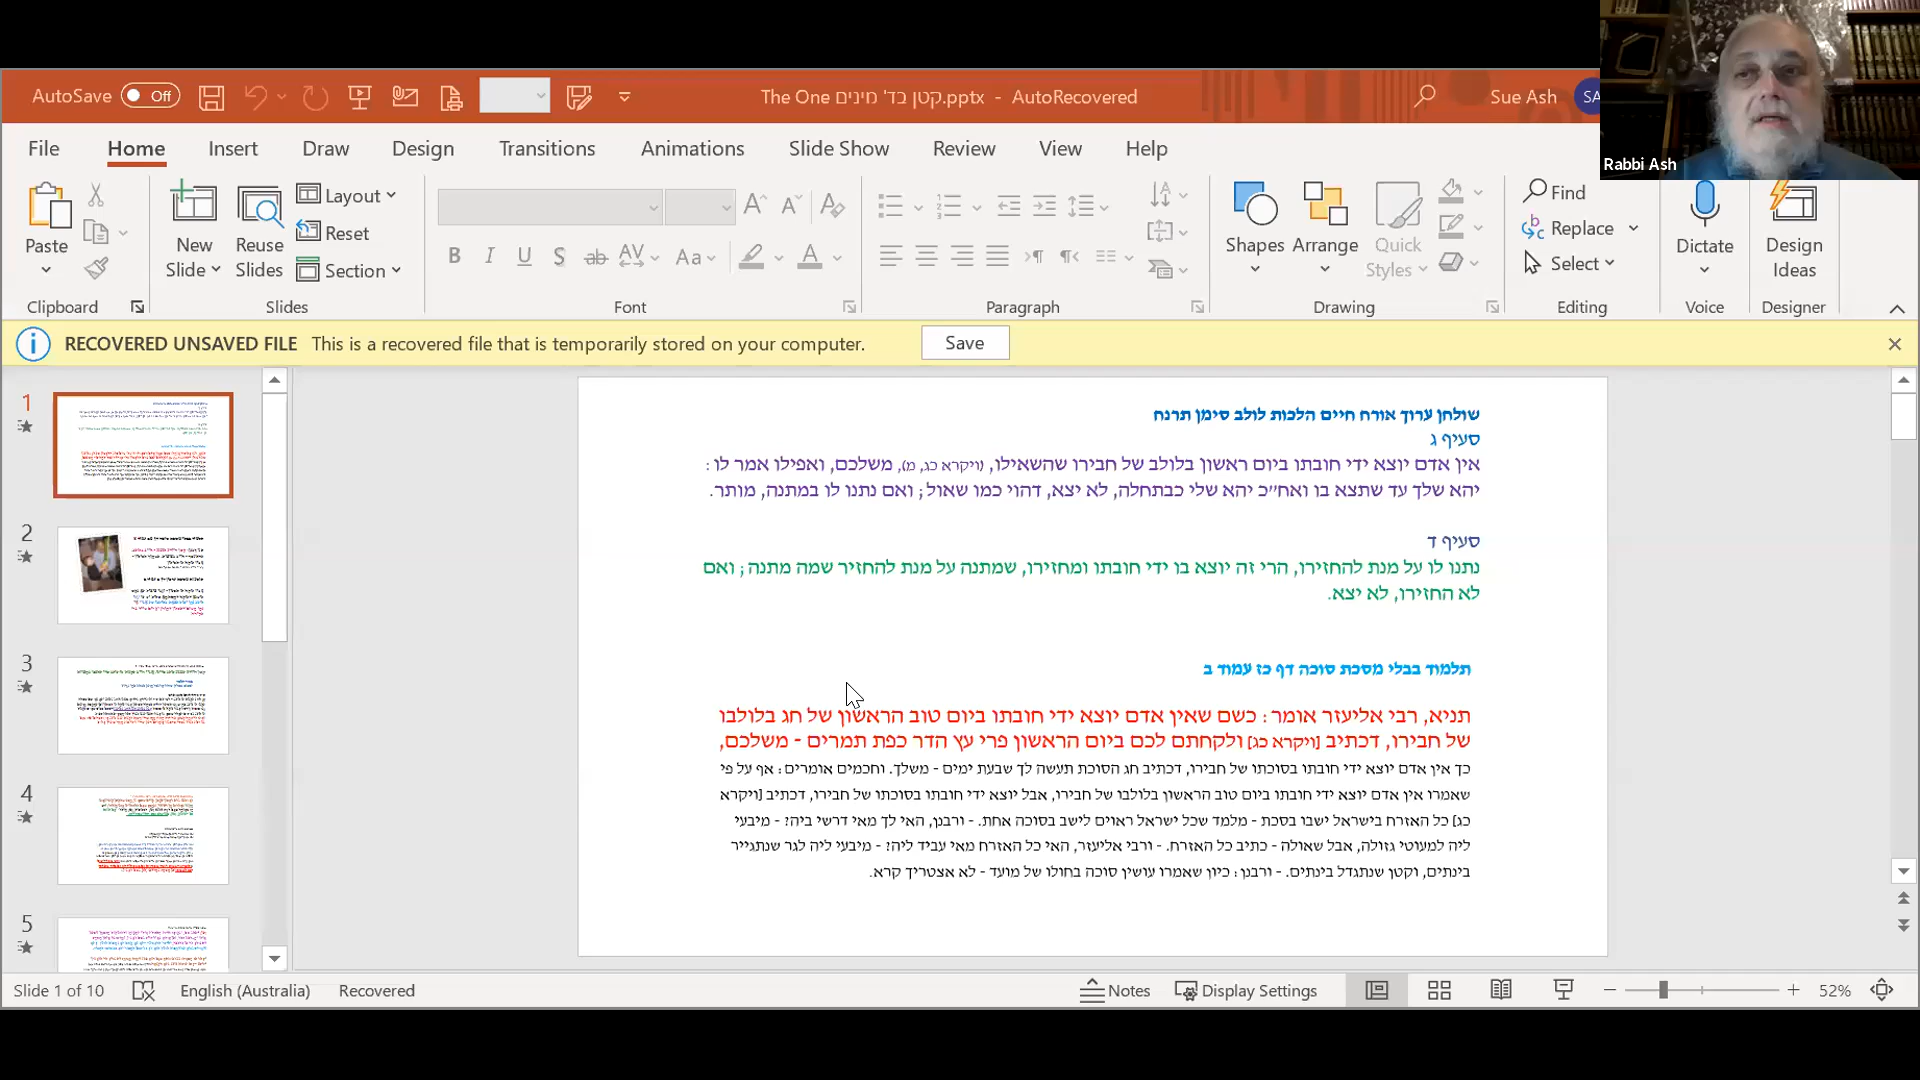 AutoSave Off
The One קטן בד' מינים.pptx - AutoRecovered
Sue Ash
SA
Rabbi Ash
File Home Insert Draw Design Transitions Animations Slide Show Review View Help
Paste
New Slide
Reuse Slides
Layout
Reset
Section
Find
Replace
Select
Shapes
Arrange
Quick Styles
Dictate
Design Ideas
Clipboard Slides Font Paragraph Drawing Editing Voice Designer
RECOVERED UNSAVED FILE This is a recovered file that is temporarily stored on your computer. Save
1
2
3
4
5
שולחן ערוך אורח חיים הלכות לולב סימן תרנח
סעיף ג
אין אדם יוצא ידי חובתו ביום ראשון בלולב של חבירו שהשאילו, (ויקרא כג, מ), משלכם, ואפילו אמר לו:
יהא שלך עד שתצא בו ואח"כ יהא שלי כבתחלה, לא יצא, דהוי כמו שאול; ואם נתנו לו במתנה, מותר.
סעיף ד
נתנו לו על מנת להחזירו, הרי זה יוצא בו ידי חובתו ומחזירו, שמתנה על מנת להחזיר שמה מתנה; ואם
לא החזירו, לא יצא.
תלמוד בבלי מסכת סוכה דף כז עמוד ב
תניא, רבי אליעזר אומר: כשם שאין אדם יוצא ידי חובתו ביום טוב הראשון של חג בלולבו
של חבירו, דכתיב [ויקרא כג] ולקחתם לכם ביום הראשון פרי עץ הדר כפת תמרים - משלכם,
כך אין אדם יוצא ידי חובתו בסוכתו של חבירו, דכתיב חג הסוכת תעשה לך שבעת ימים - משלך. וחכמים אומרים: אף על פי
שאמרו אין אדם יוצא ידי חובתו ביום טוב הראשון בלולבו של חבירו, אבל יוצא ידי חובתו בסוכתו של חבירו, דכתיב [ויקרא
כג] כל האזרח בישראל ישבו בסכת - מלמד שכל ישראל ראוים לישב בסוכה אחת. - ורבנן, האי לך מאי דרשי ביה? - מיבעי
ליה למעוטי גזולה, אבל שאולה - כתיב כל האזרח. - ורבי אליעזר, האי כל האזרח מאי עביד ליה? - מיבעי ליה לגר שנתגייר
בינתים, וקטן שנתגדל בינתים. - ורבנן: כיון שאמרו עושין סוכה בחולו של מועד - לא אצטריך קרא.
Slide 1 of 10 English (Australia) Recovered Notes Display Settings 52%